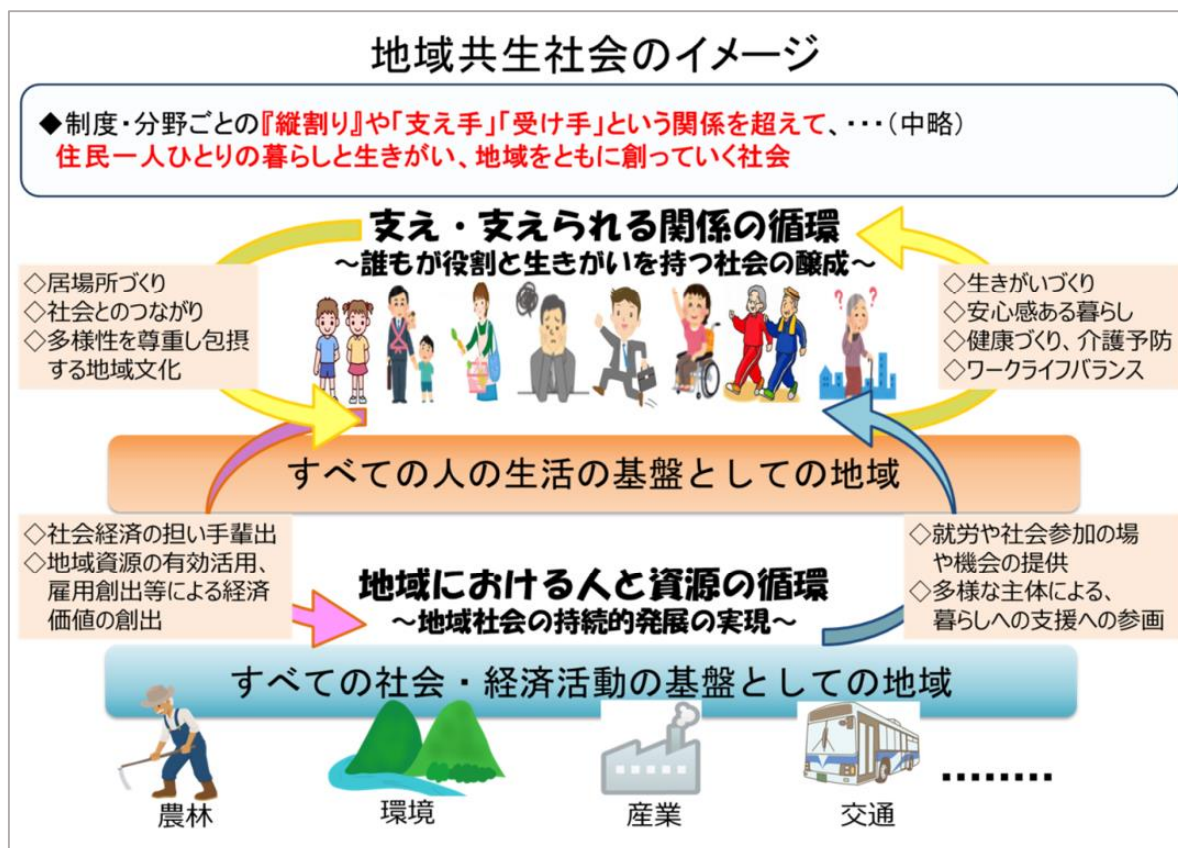 地域共生社会のイメージ
◆制度・分野ごとの『縦割り』や「支え手」「受け手」という関係を超えて、・・・（中略）
住民一人ひとりの暮らしと生きがい、地域をともに創っていく社会
支え・支えられる関係の循環
～誰もが役割と生きがいを持つ社会の醸成～
◇居場所づくり
◇社会とのつながり
◇多様性を尊重し包摂
する地域文化
◇生きがいづくり
◇安心感ある暮らし
◇健康づくり、介護予防
◇ワークライフバランス
すべての人の生活の基盤としての地域
◇社会経済の担い手輩出
◇地域資源の有効活用、
雇用創出等による経済
価値の創出
地域における人と資源の循環
～地域社会の持続的発展の実現～
◇就労や社会参加の場
や機会の提供
◇多様な主体による、
暮らしへの支援への参画
すべての社会・経済活動の基盤としての地域
農林
環境
産業
交通
………